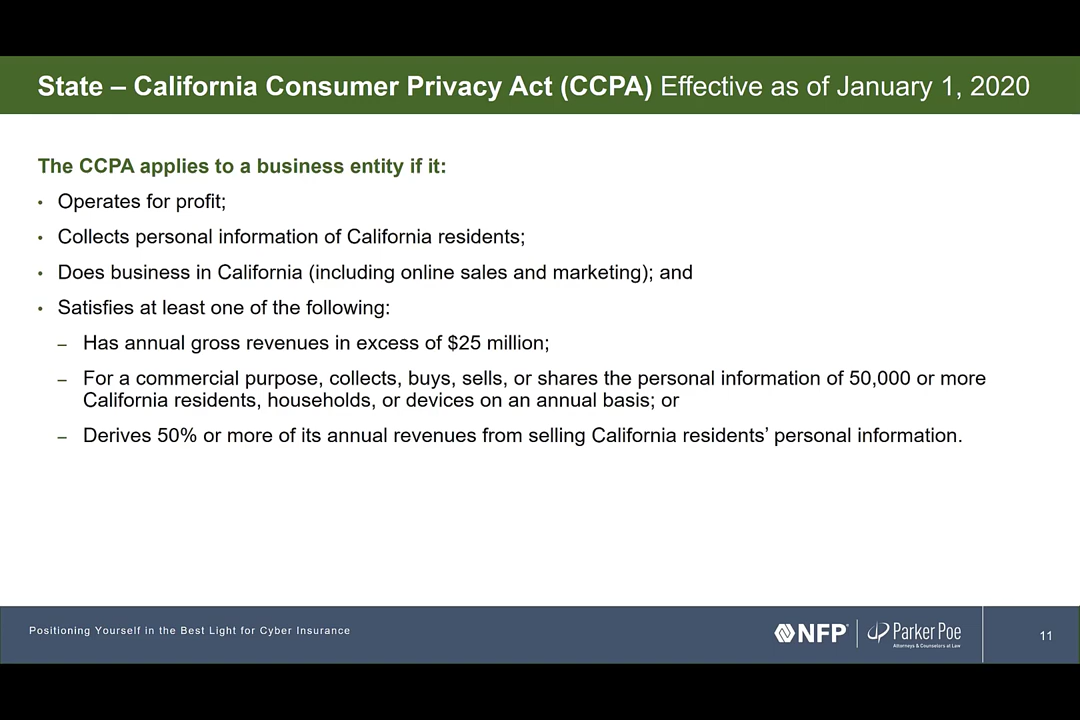 State – California Consumer Privacy Act (CCPA) Effective as of January 1, 2020
The CCPA applies to a business entity if it:
• Operates for profit;
• Collects personal information of California residents;
• Does business in California (including online sales and marketing); and
• Satisfies at least one of the following:
– Has annual gross revenues in excess of $25 million;
– For a commercial purpose, collects, buys, sells, or shares the personal information of 50,000 or more
California residents, households, or devices on an annual basis; or
– Derives 50% or more of its annual revenues from selling California residents’ personal information.
Positioning Yourself in the Best Light for Cyber Insurance
NFP
Parker Poe
Attorneys & Counselors at Law
11